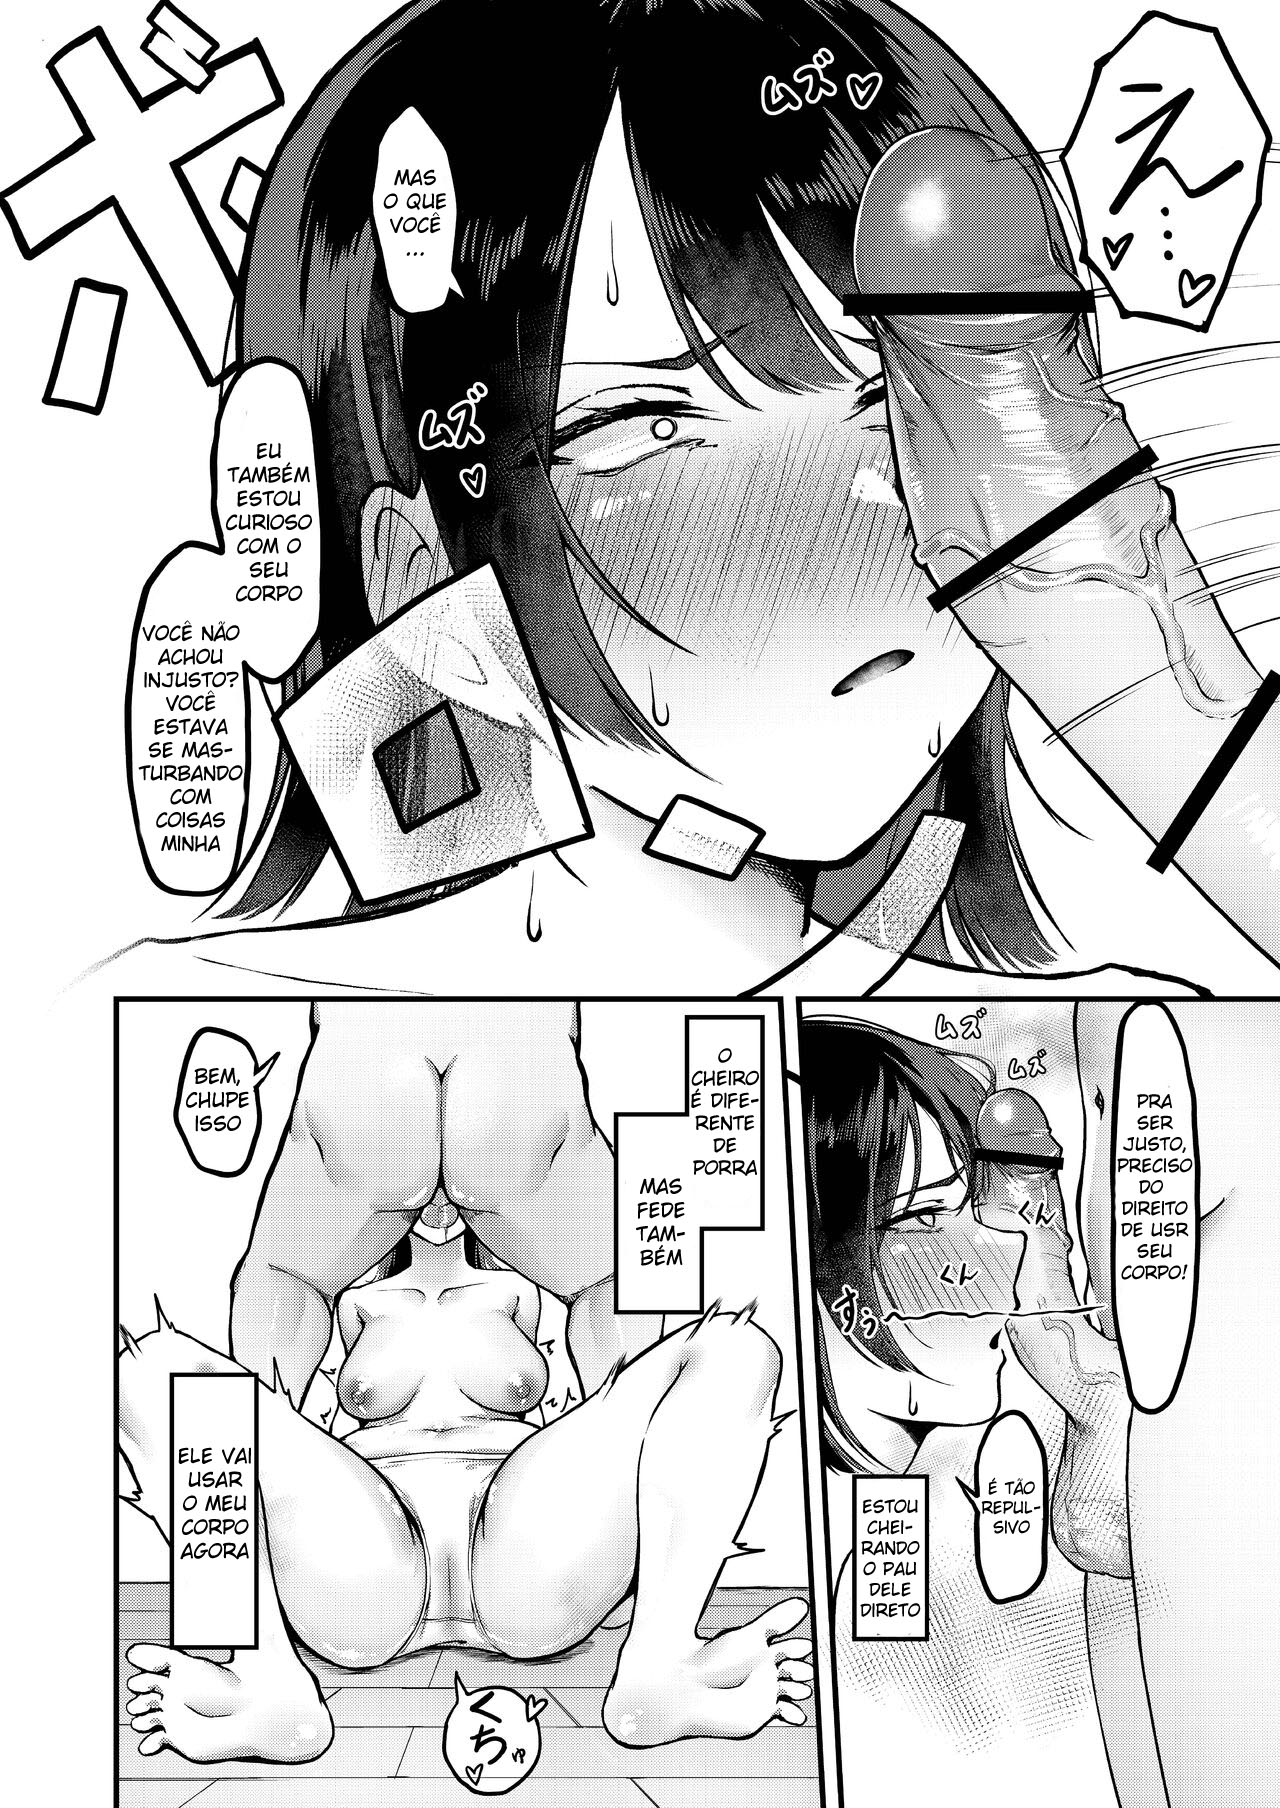 え…♡♡
ムズ♡
MAS
O QUE
VOCÊ
...
ムズ♡
EU
TAMBÉM
ESTOU
CURIOSO
COM O
SEU
CORPO
VOCÊ NÃO
ACHOU
INJUSTO?
VOCÊ
ESTAVA
SE MAS-
TURBANDO
COM
COISAS
MINHA
PRA
SER
JUSTO,
PRECISO
DO
DIREITO
DE USR
SEU
CORPO!
ムズ
ムズ
くん
くん
すぅ〜
É TÃO
REPUL-
SIVO
ESTOU
CHEI-
RANDO
O PAU
DELE
DIRETO
O
CHEIRO
É DIFE-
RENTE
DE
PORRA
MAS
FEDE
TAM-
BÉM
BEM,
CHUPE
ISSO
ELE VAI
USAR
O MEU
CORPO
AGORA
くちゅ♡♡